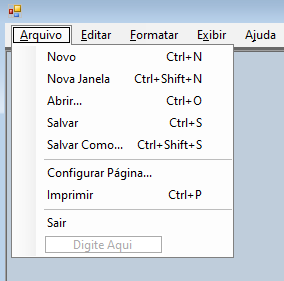 Arquivo Editar Formatar Exibir Ajuda
Novo Ctrl+N
Nova Janela Ctrl+Shift+N
Abrir... Ctrl+O
Salvar Ctrl+S
Salvar Como... Ctrl+Shift+S
Configurar Página...
Imprimir Ctrl+P
Sair
Digite Aqui